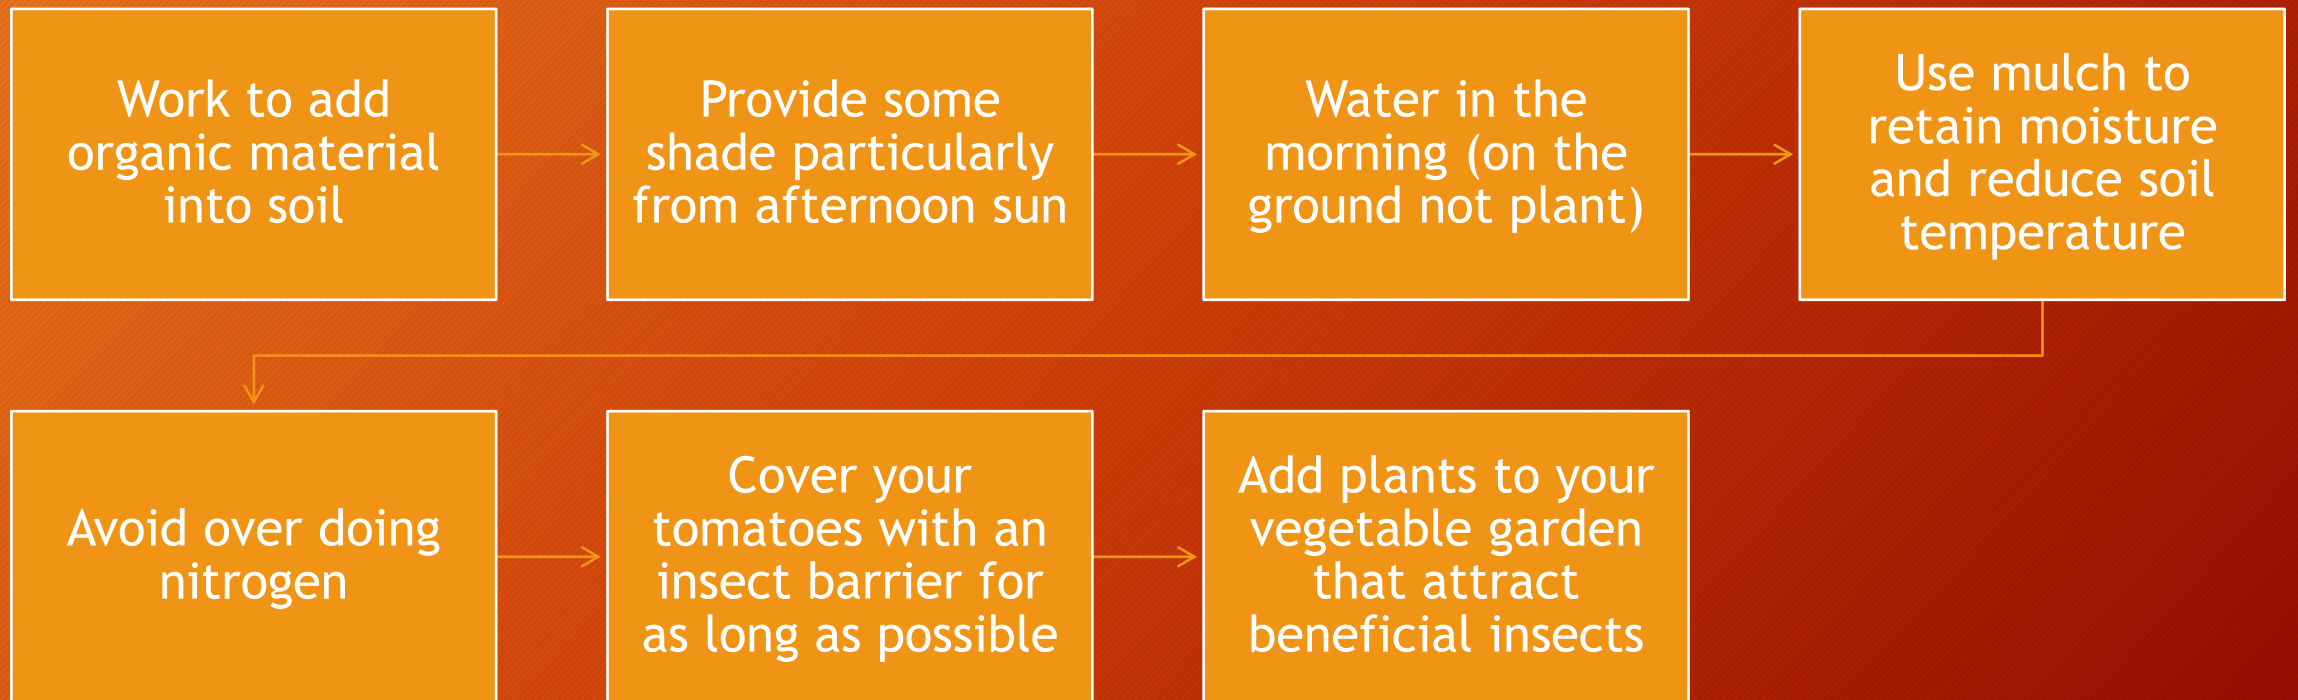 Work to add
organic material
into soil
Provide some
shade particularly
from afternoon sun
Water in the
morning (on the
ground not plant)
Use mulch to
retain moisture
and reduce soil
temperature
Avoid over doing
nitrogen
Cover your
tomatoes with an
insect barrier for
as long as possible
Add plants to your
vegetable garden
that attract
beneficial insects